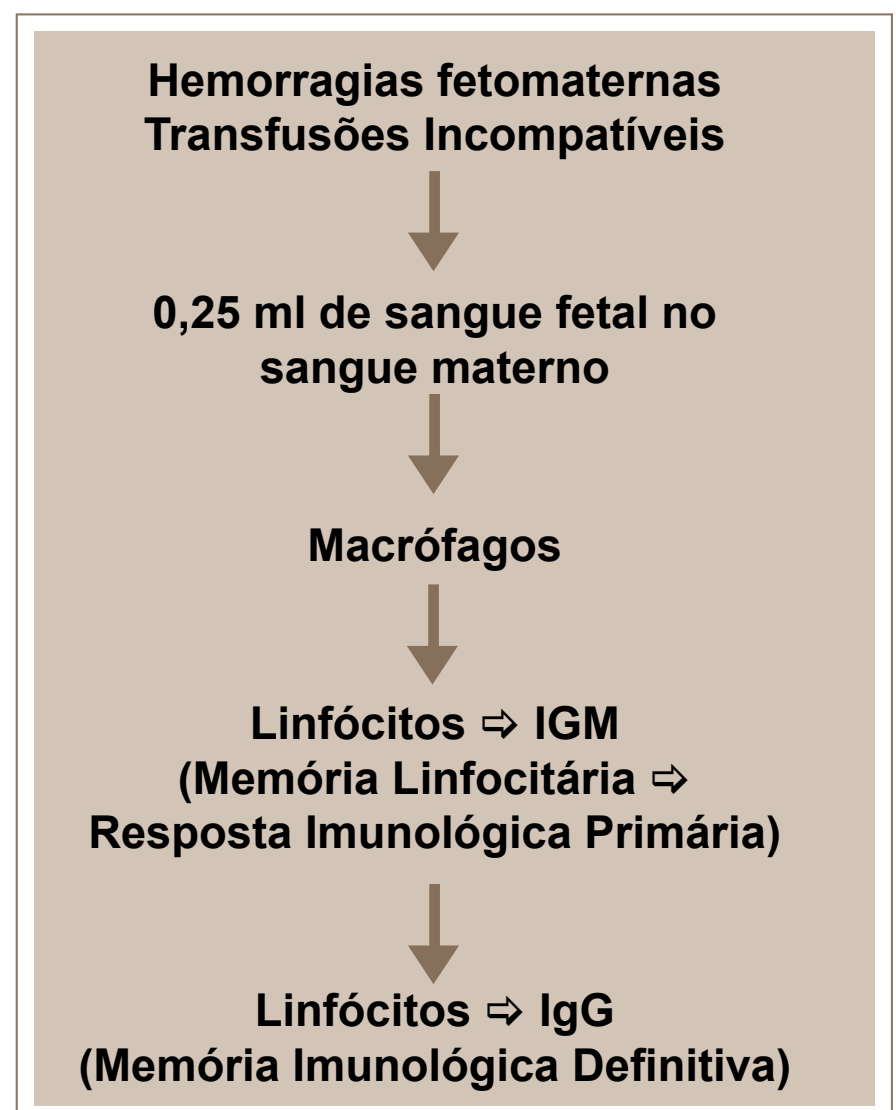 Hemorragias fetomaternas
Transfusões Incompatíveis
0,25 ml de sangue fetal no
sangue materno
Macrófagos
Linfócitos ⇨ IGM
(Memória Linfocitária ⇨
Resposta Imunológica Primária)
Linfócitos ⇨ IgG
(Memória Imunológica Definitiva)